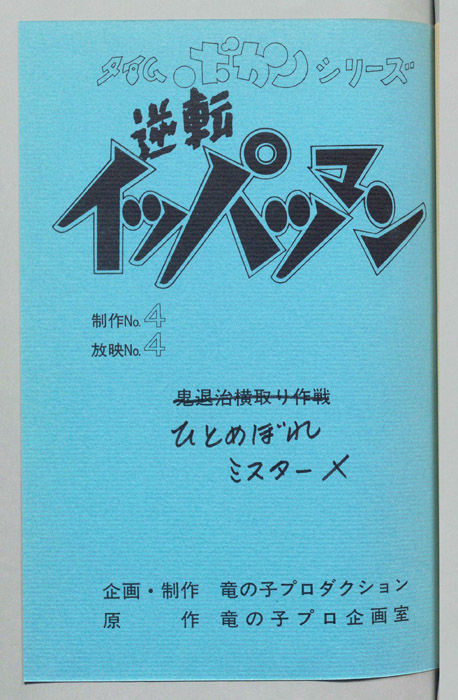 タイムボカンシリーズ
逆転
イッパツマン
制作No.4
放映No.4
鬼退治横取り作戦
ひとめぼれ
ミスターX
企画・制作 竜の子プロダクション
原 作 竜の子プロ企画室